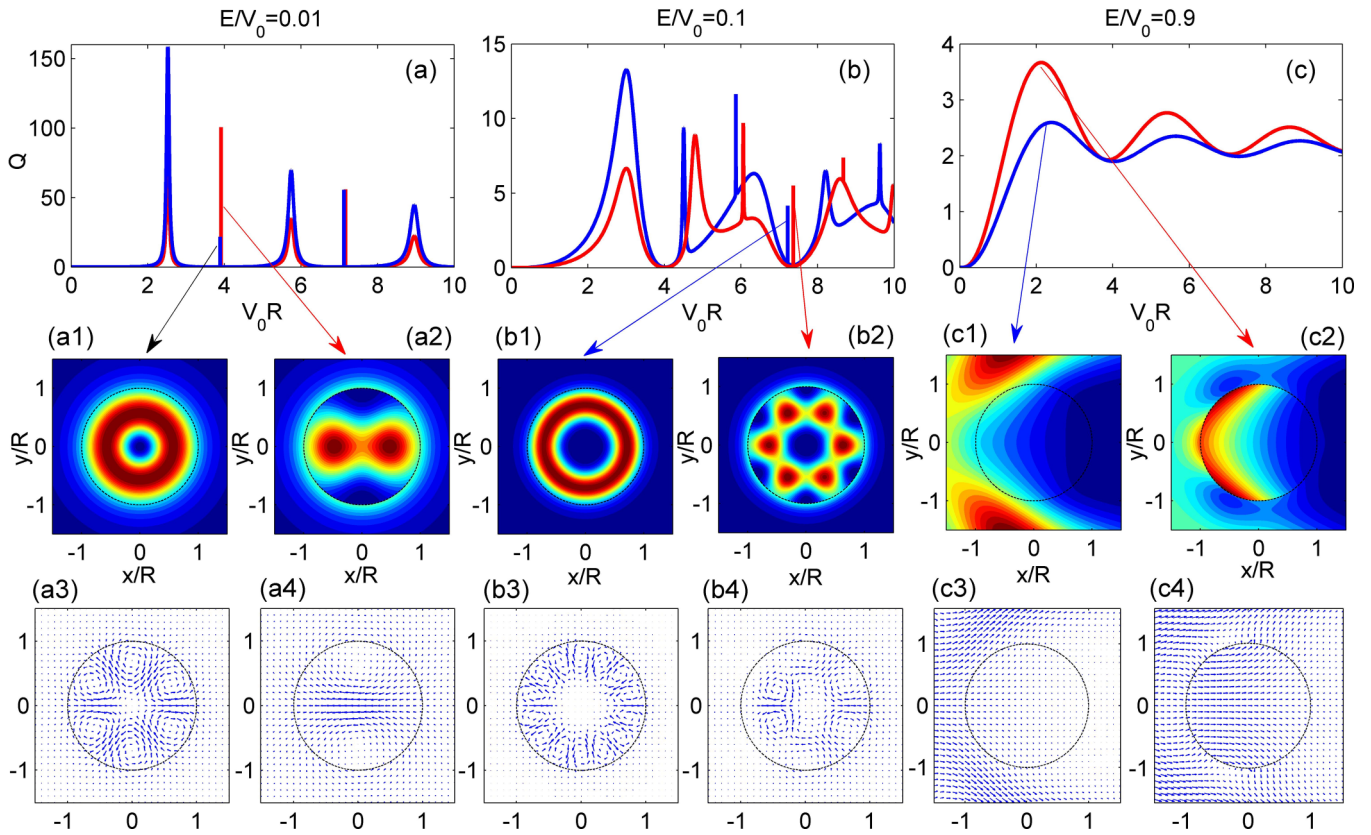 E/V₀=0.01
E/V₀=0.1
E/V₀=0.9
150
100
50
0
Q
(a)
0 2 4 6 8 10
V₀R
15
10
5
0
(b)
0 2 4 6 8 10
V₀R
4
3
2
1
0
(c)
0 2 4 6 8 10
V₀R
(a1) (a2) (b1) (b2) (c1) (c2)
y/R 1 0 -1
y/R 1 0 -1
y/R 1 0 -1
y/R 1 0 -1
y/R 1 0 -1
y/R 1 0 -1
-1 0 1
-1 0 1
-1 0 1
-1 0 1
-1 0 1
-1 0 1
x/R x/R x/R x/R x/R x/R
(a3) (a4) (b3) (b4) (c3) (c4)
1 0 -1
1 0 -1
1 0 -1
1 0 -1
1 0 -1
1 0 -1
-1 0 1
-1 0 1
-1 0 1
-1 0 1
-1 0 1
-1 0 1